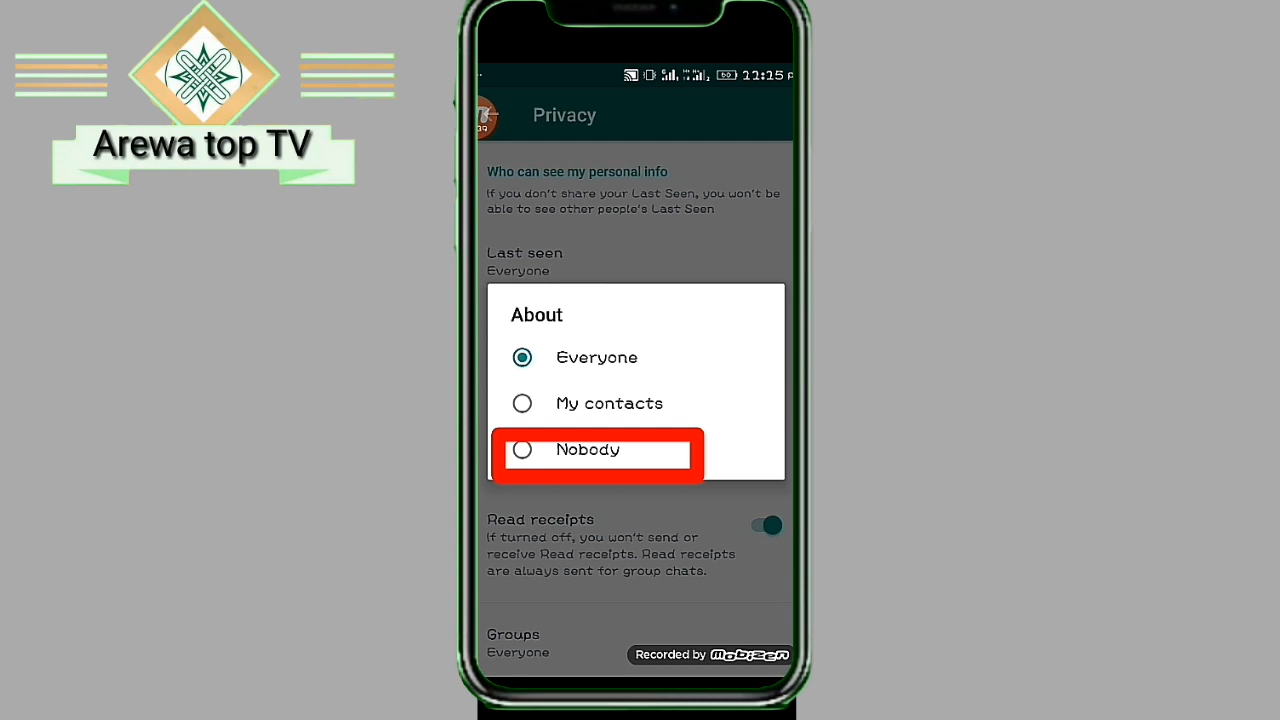 Arewa top TV
60 11:15 P
Privacy
Who can see my personal info
If you don't share your Last Seen, you won't be
able to see other people's Last Seen
Last seen
Everyone
About
Everyone
My contacts
Nobody
Read receipts
If turned off, you won't send or
receive Read receipts. Read receipts
are always sent for group chats.
Groups
Everyone
Recorded by mobizen